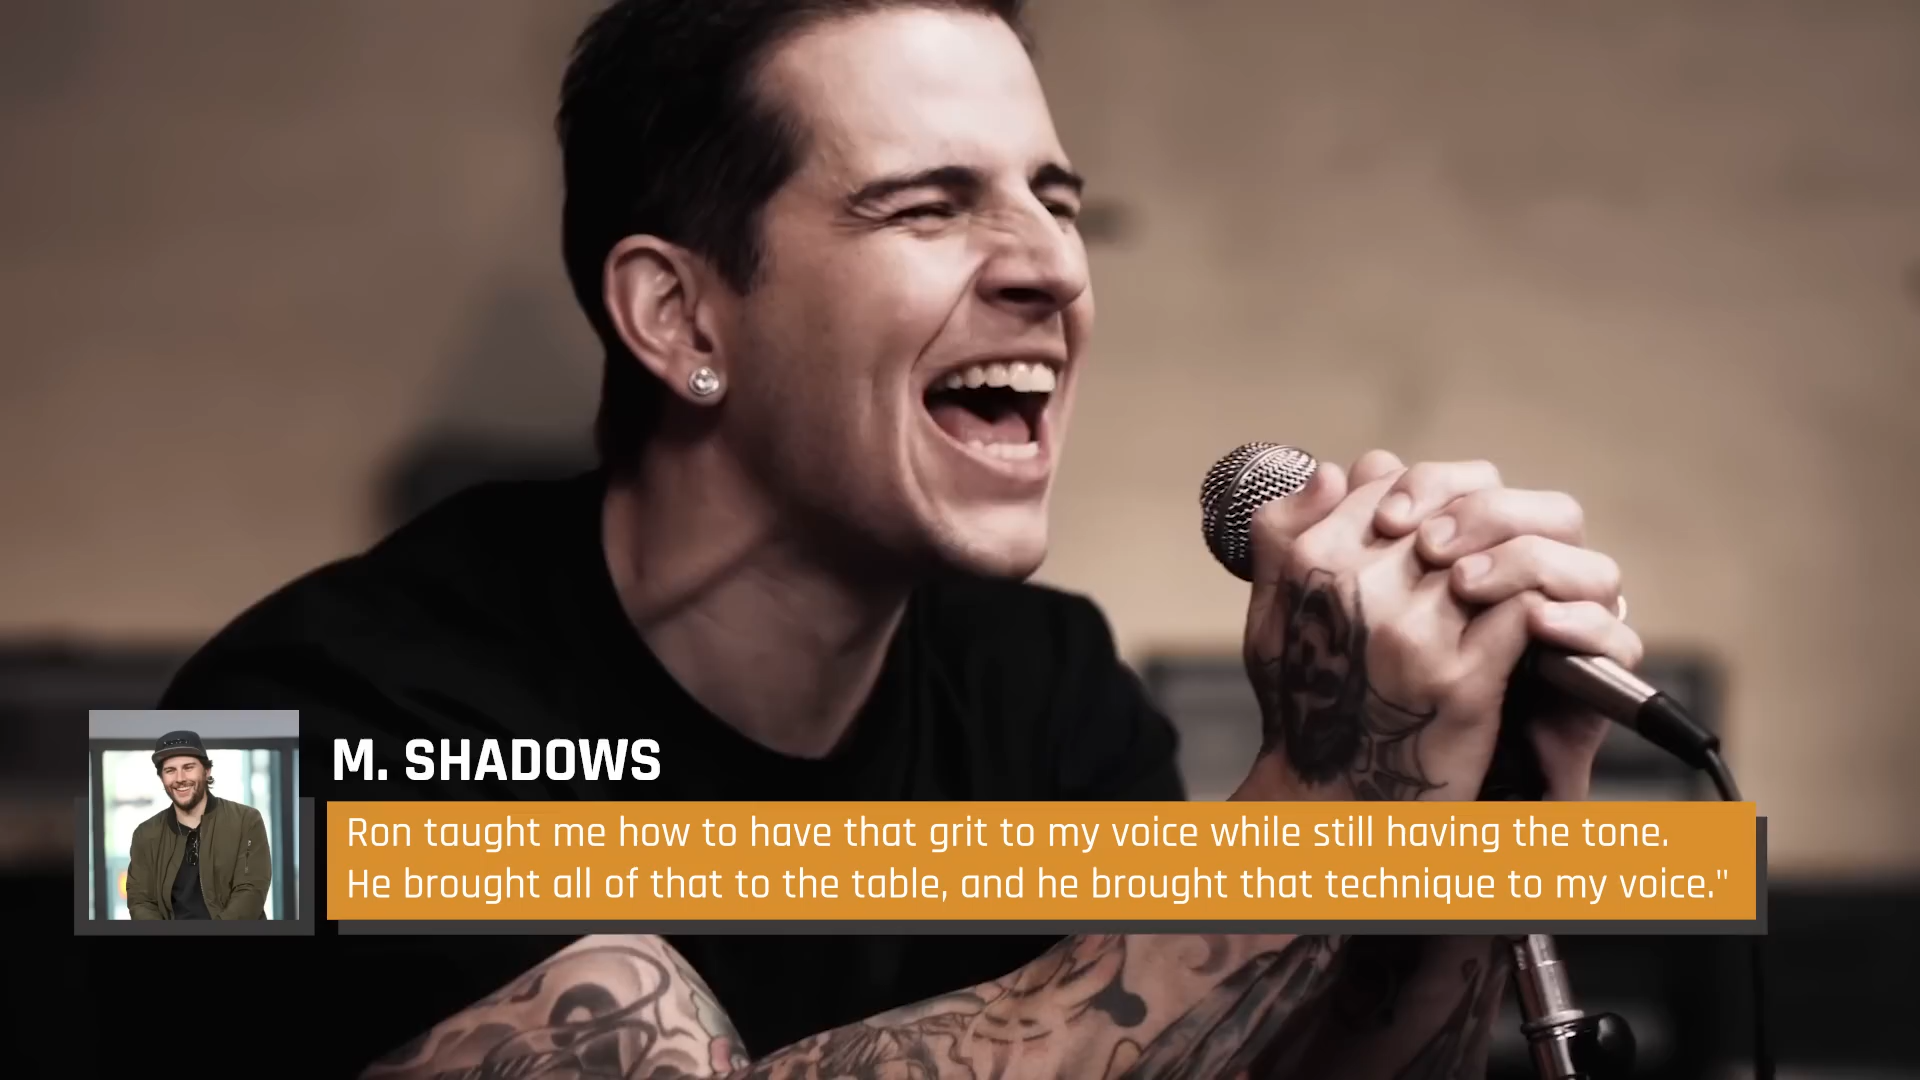 M. SHADOWS
Ron taught me how to have that grit to my voice while still having the tone.
He brought all of that to the table, and he brought that technique to my voice."